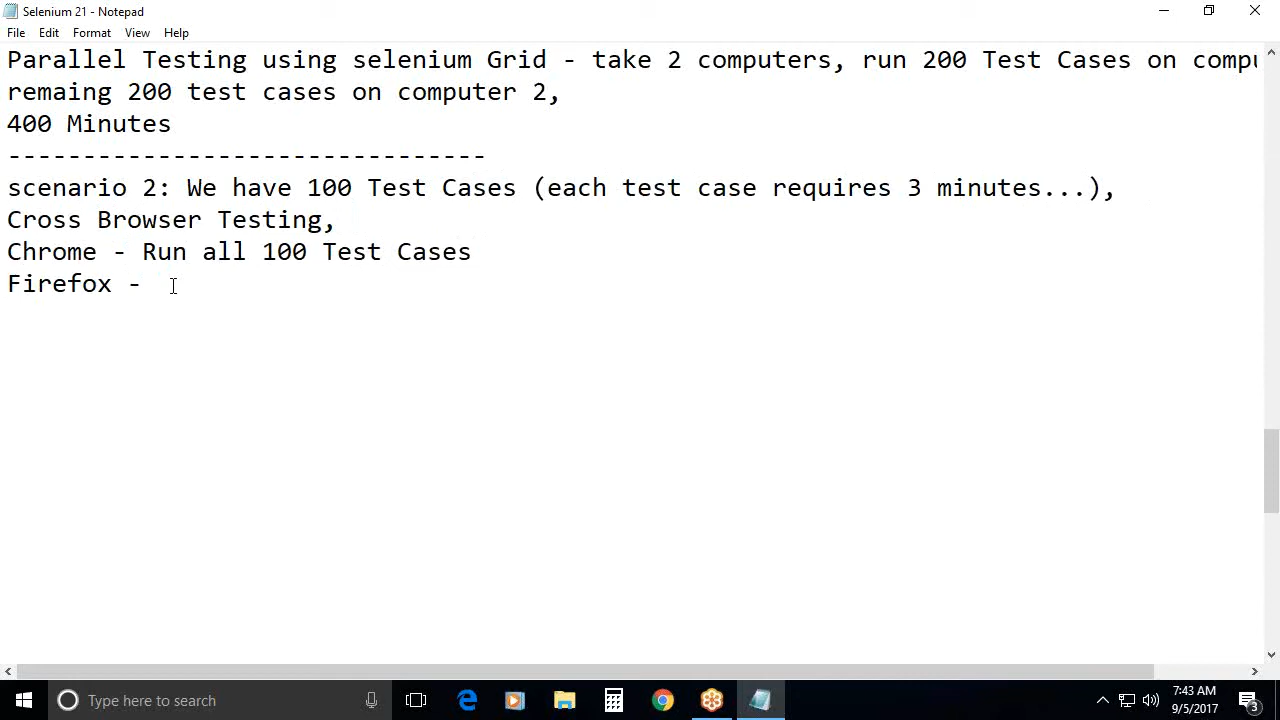 Selenium 21 - Notepad
File Edit Format View Help
Parallel Testing using selenium Grid - take 2 computers, run 200 Test Cases on
remaing 200 test cases on computer 2,
400 Minutes
--------------------------------
scenario 2: We have 100 Test Cases (each test case requires 3 minutes...),
Cross Browser Testing,
Chrome - Run all 100 Test Cases
Firefox -
Type here to search
7:43 AM
9/5/2017
3